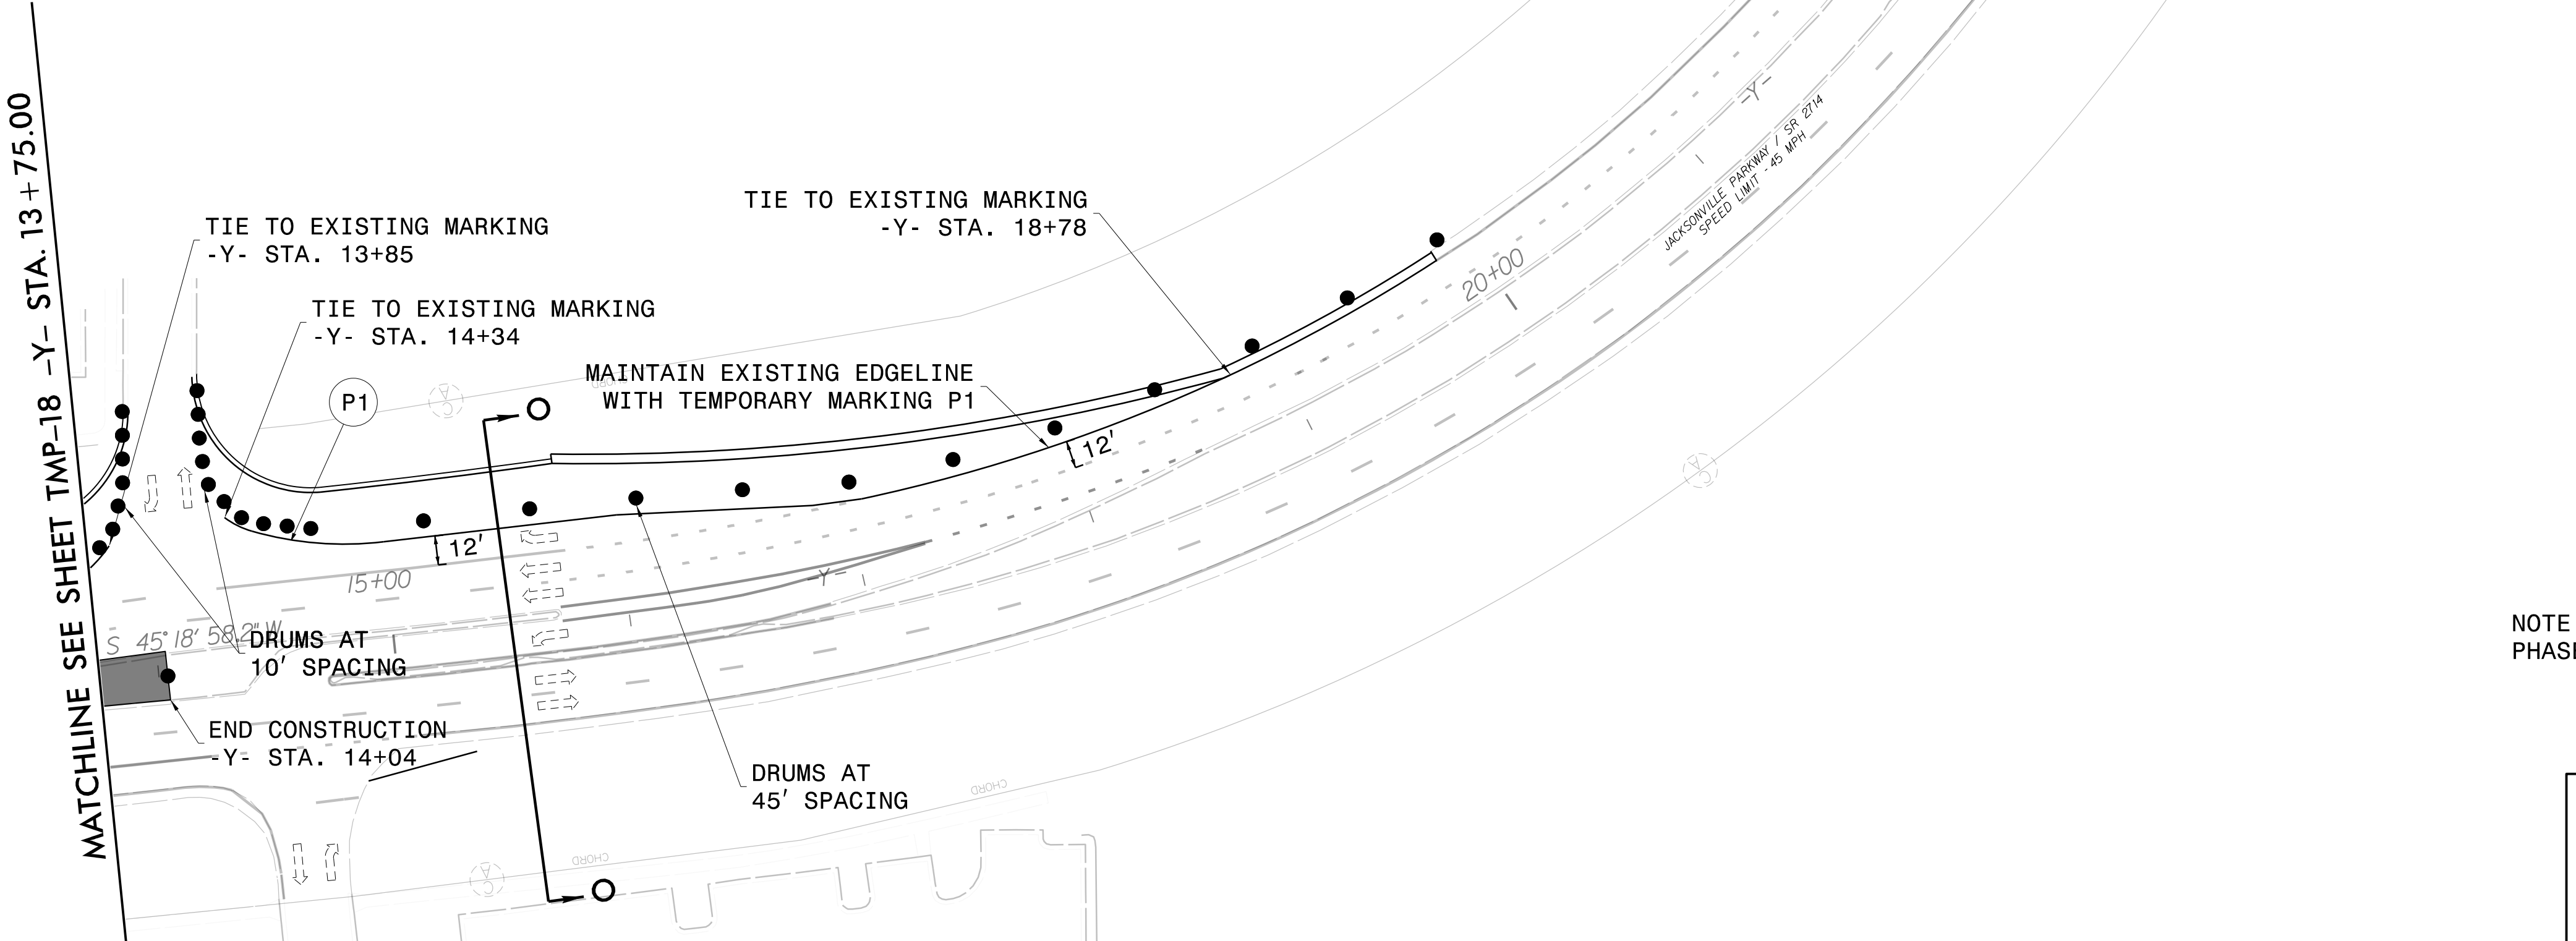 MATCHLINE SEE SHEET TMP-18 -Y- STA. 13+75.00
TIE TO EXISTING MARKING
-Y- STA. 13+85
TIE TO EXISTING MARKING
-Y- STA. 14+34
P1
TIE TO EXISTING MARKING
-Y- STA. 18+78
MAINTAIN EXISTING EDGELINE
WITH TEMPORARY MARKING P1
CHORD
C
A
12'
12'
15+00
20+00
-Y-
-Y-
JACKSONVILLE PARKWAY / SR 2714
SPEED LIMIT - 45 MPH
C
A
S 45° 18' 58.2" W
DRUMS AT
10' SPACING
END CONSTRUCTION
-Y- STA. 14+04
DRUMS AT
45' SPACING
CHORD
CHORD
C
A
NOTE
PHASE